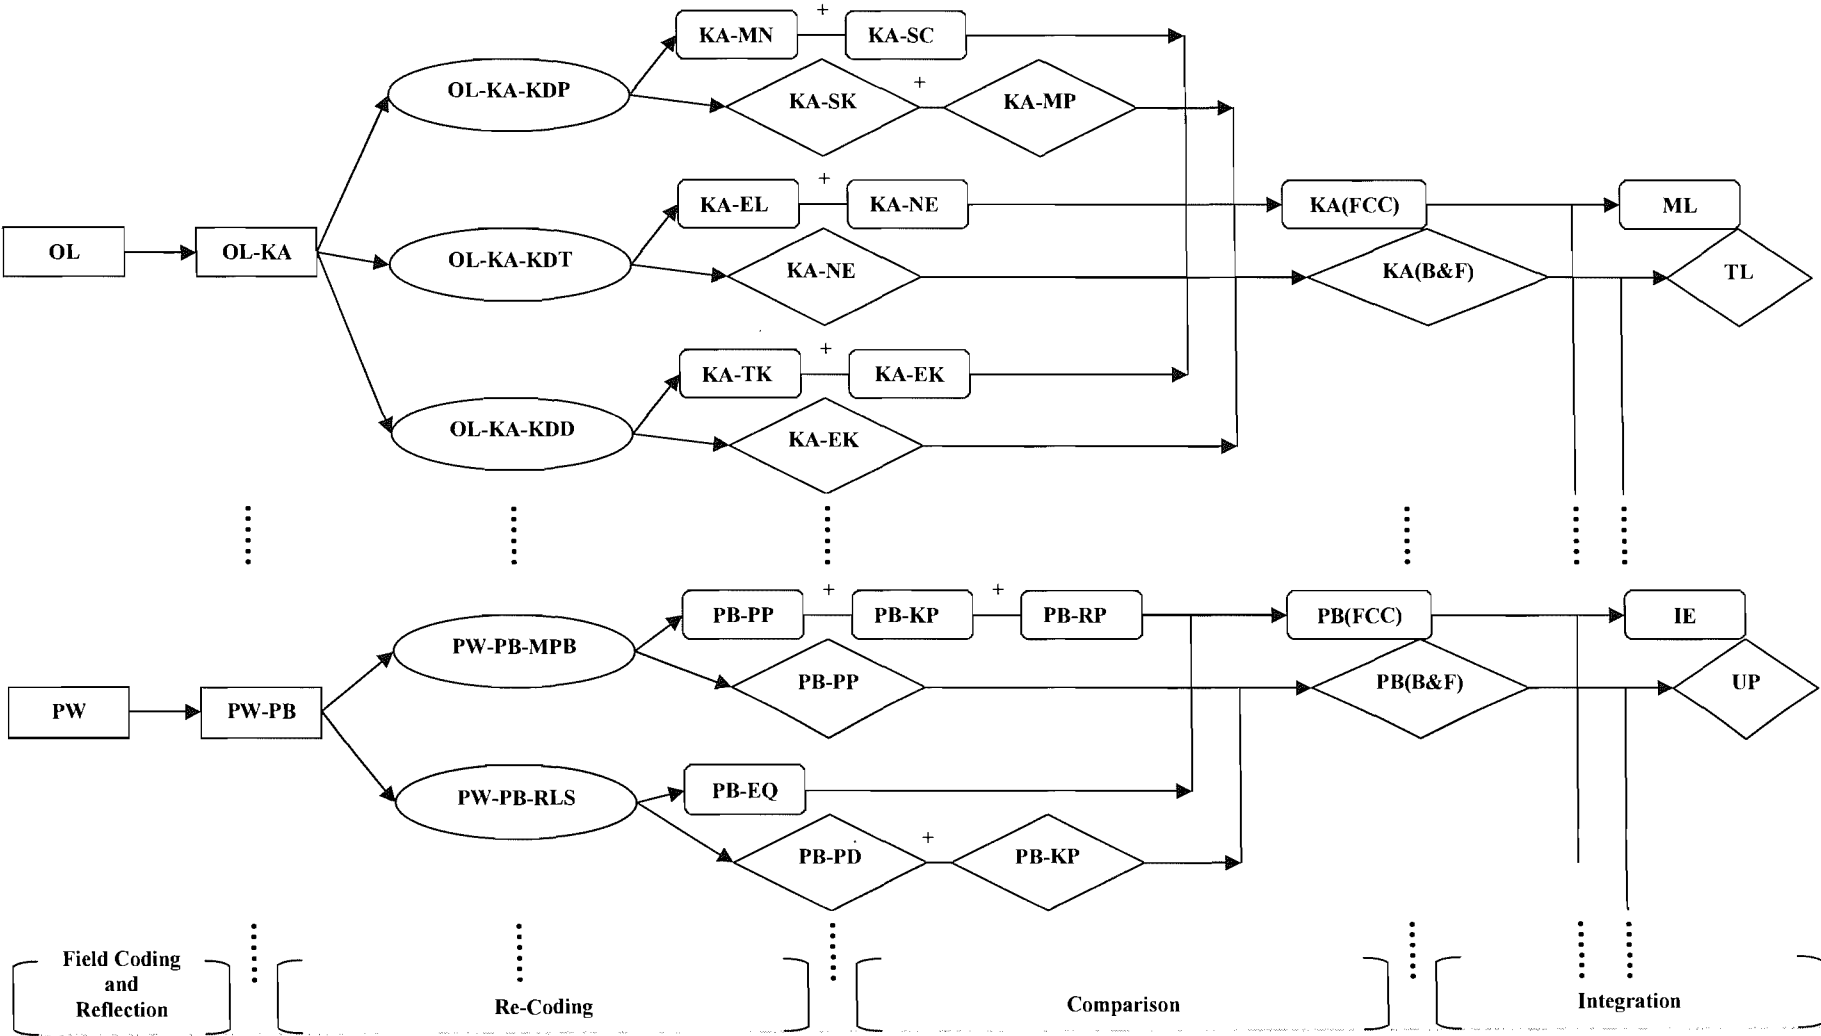 +
KA-MN
KA-SC
OL-KA-KDP
KA-SK
+
KA-MP
+
KA-EL
KA-NE
KA(FCC)
ML
OL
OL-KA
OL-KA-KDT
KA-NE
KA(B&F)
TL
+
KA-TK
KA-EK
OL-KA-KDD
KA-EK
+
+
PB-PP
PB-KP
PB-RP
PB(FCC)
IE
PW-PB-MPB
PB-PP
PB(B&F)
UP
PW
PW-PB
PW-PB-RLS
PB-EQ
+
PB-PD
PB-KP
Field Coding
and
Reflection
Re-Coding
Comparison
Integration